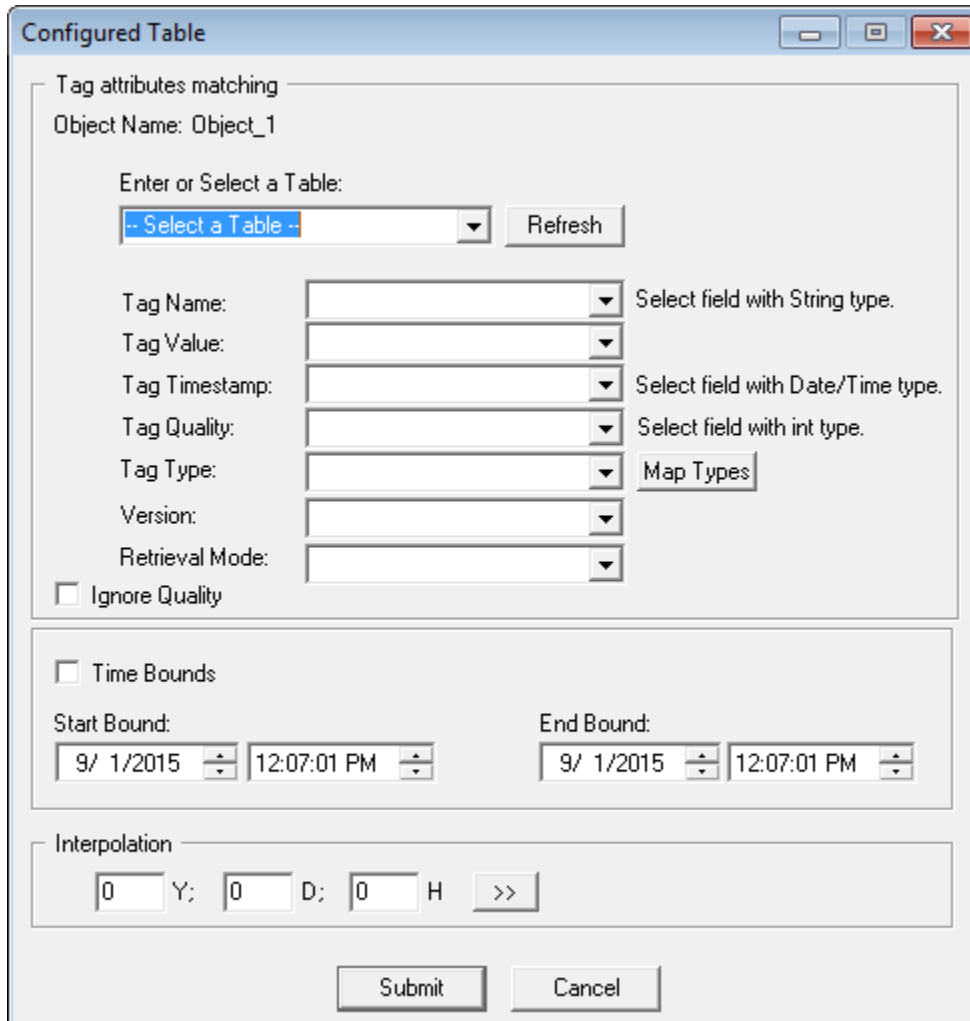 Configured Table
Tag attributes matching
Object Name: Object_1
Enter or Select a Table:
-- Select a Table --
Refresh
Tag Name:
Select field with String type.
Tag Value:
Tag Timestamp:
Select field with Date/Time type.
Tag Quality:
Select field with int type.
Tag Type:
Map Types
Version:
Retrieval Mode:
Ignore Quality
Time Bounds
Start Bound:
End Bound:
9/ 1/2015
12:07:01 PM
9/ 1/2015
12:07:01 PM
Interpolation
0 Y; 0 D; 0 H >>
Submit
Cancel